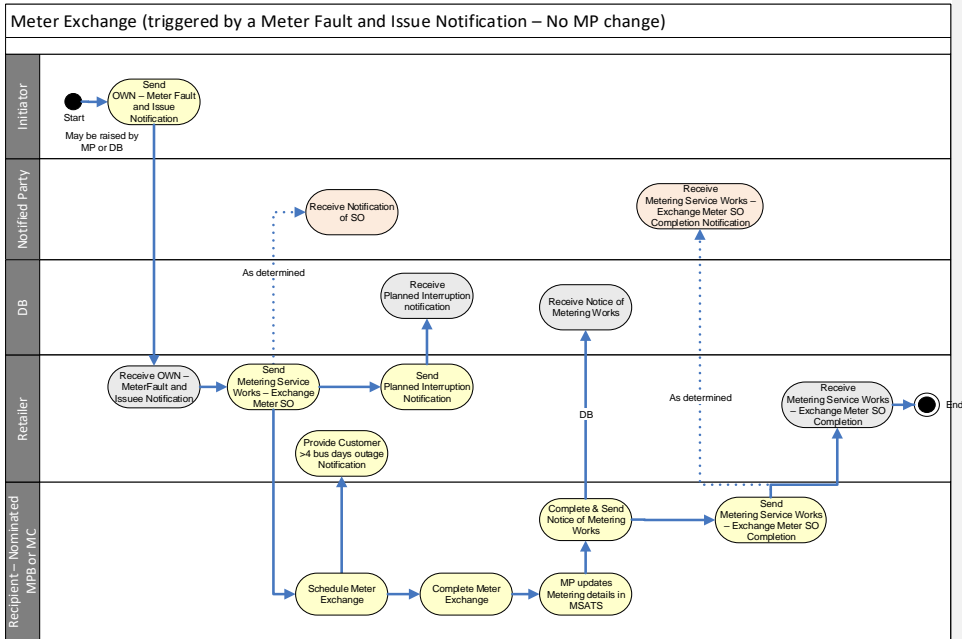 Meter Exchange (triggered by a Meter Fault and Issue Notification – No MP change)
Initiator
Start
Send
OWN – Meter Fault
and Issue
Notification
May be raised by
MP or DB
Notified Party
Receive Notification
of SO
Receive
Metering Service
Works –
Exchange Meter SO
Completion Notification
As determined
DB
Receive
Planned Interruption
notification
Receive Notice of
Metering Works
Retailer
Receive OWN –
MeterFault and
Issuee Notification
Send
Metering Service
Works – Exchange
Meter SO
Send
Planned Interruption
Notification
DB
As determined
Receive
Metering Service Works
– Exchange Meter SO
Completion
End
Provide Customer
>4 bus days outage
Notification
Recipient – Nominated
MPB or MC
Complete & Send
Notice of Metering
Works
Send
Metering Service Works
– Exchange Meter SO
Completion
Schedule Meter
Exchange
Complete Meter
Exchange
MP updates
Metering details in
MSATS